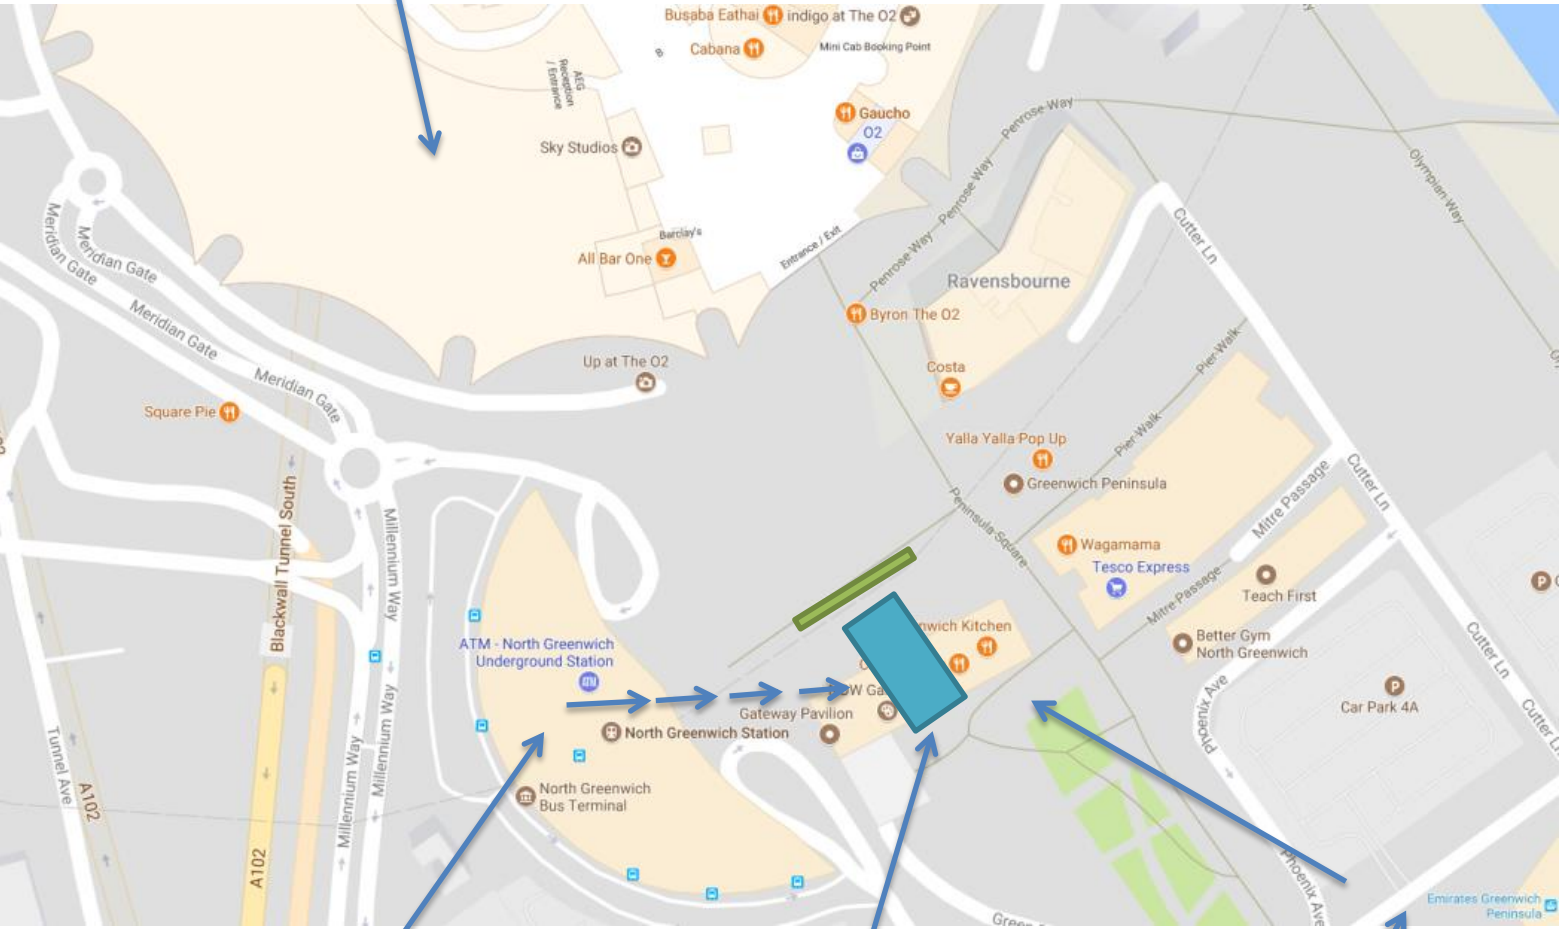 Busaba Eathai
indigo at The O2
Cabana
B
Mini Cab Booking Point
AEG
Reception
/ Entrance
Gaucho
O2
Sky Studios
Penrose Way
Penrose Way
Penrose Way
Olympian Way
Meridian Gate
Meridian Gate
Barclay's
All Bar One
Entrance / Exit
Cutter Ln
Ravensbourne
Meridian Gate
Byron The O2
Pier Walk
Up at The O2
Costa
Meridian Gate
Square Pie
Yalla Yalla Pop Up
Pier Walk
Greenwich Peninsula
Cutter Ln
Mitre Passage
Blackwall Tunnel South
Millennium Way
Peninsula Square
Wagamama
Tesco Express
Teach First
Mitre Passage
nwich Kitchen
Better Gym
North Greenwich
ATM - North Greenwich
Underground Station
Cutter Ln
Gateway Pavilion
North Greenwich Station
Car Park 4A
Phoenix Ave
Cutter Ln
Tunnel Ave
A102
Millennium Way
Millennium Way
North Greenwich
Bus Terminal
A102
Phoenix Ave
Emirates Greenwich
Peninsula
Green